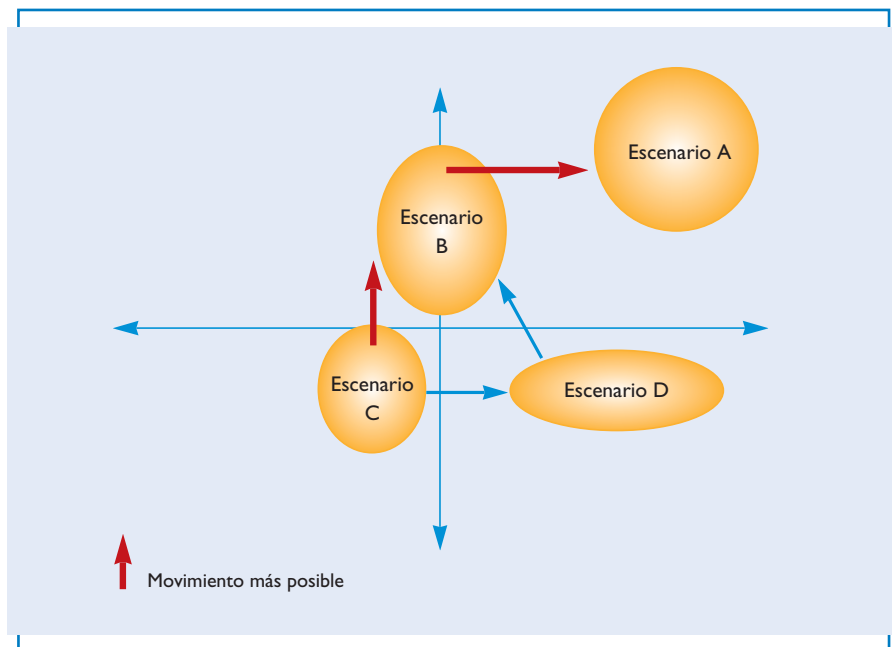 Escenario A
Escenario
B
Escenario
C
Escenario D
Movimiento más posible